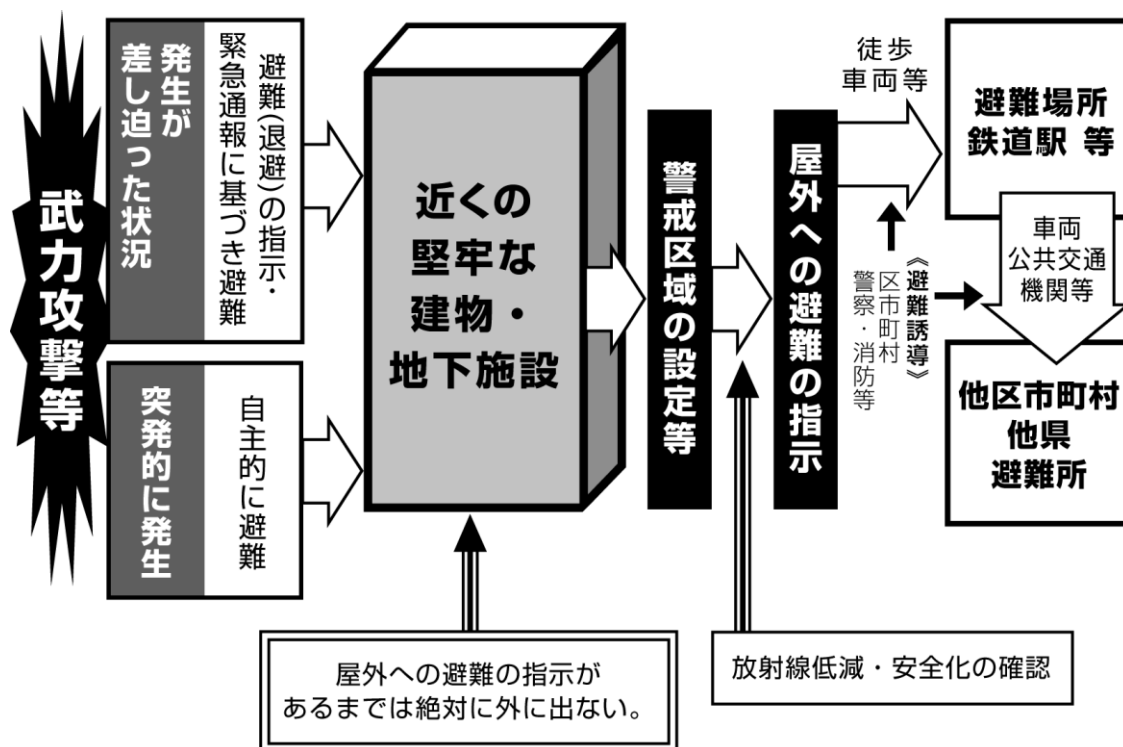 武力攻撃等
発生が
差し迫った状況
避難(退避)の指示・
緊急通報に基づき避難
突発的に発生
自主的に避難
近くの
堅牢な
建物・
地下施設
屋外への避難の指示が
あるまでは絶対に外に出ない。
警戒区域の設定等
放射線低減・安全化の確認
屋外への避難の指示
徒歩
車両等
《避難誘導》
区市町村
警察・消防等
避難場所
鉄道駅 等
車両
公共交通
機関等
他区市町村
他県
避難所